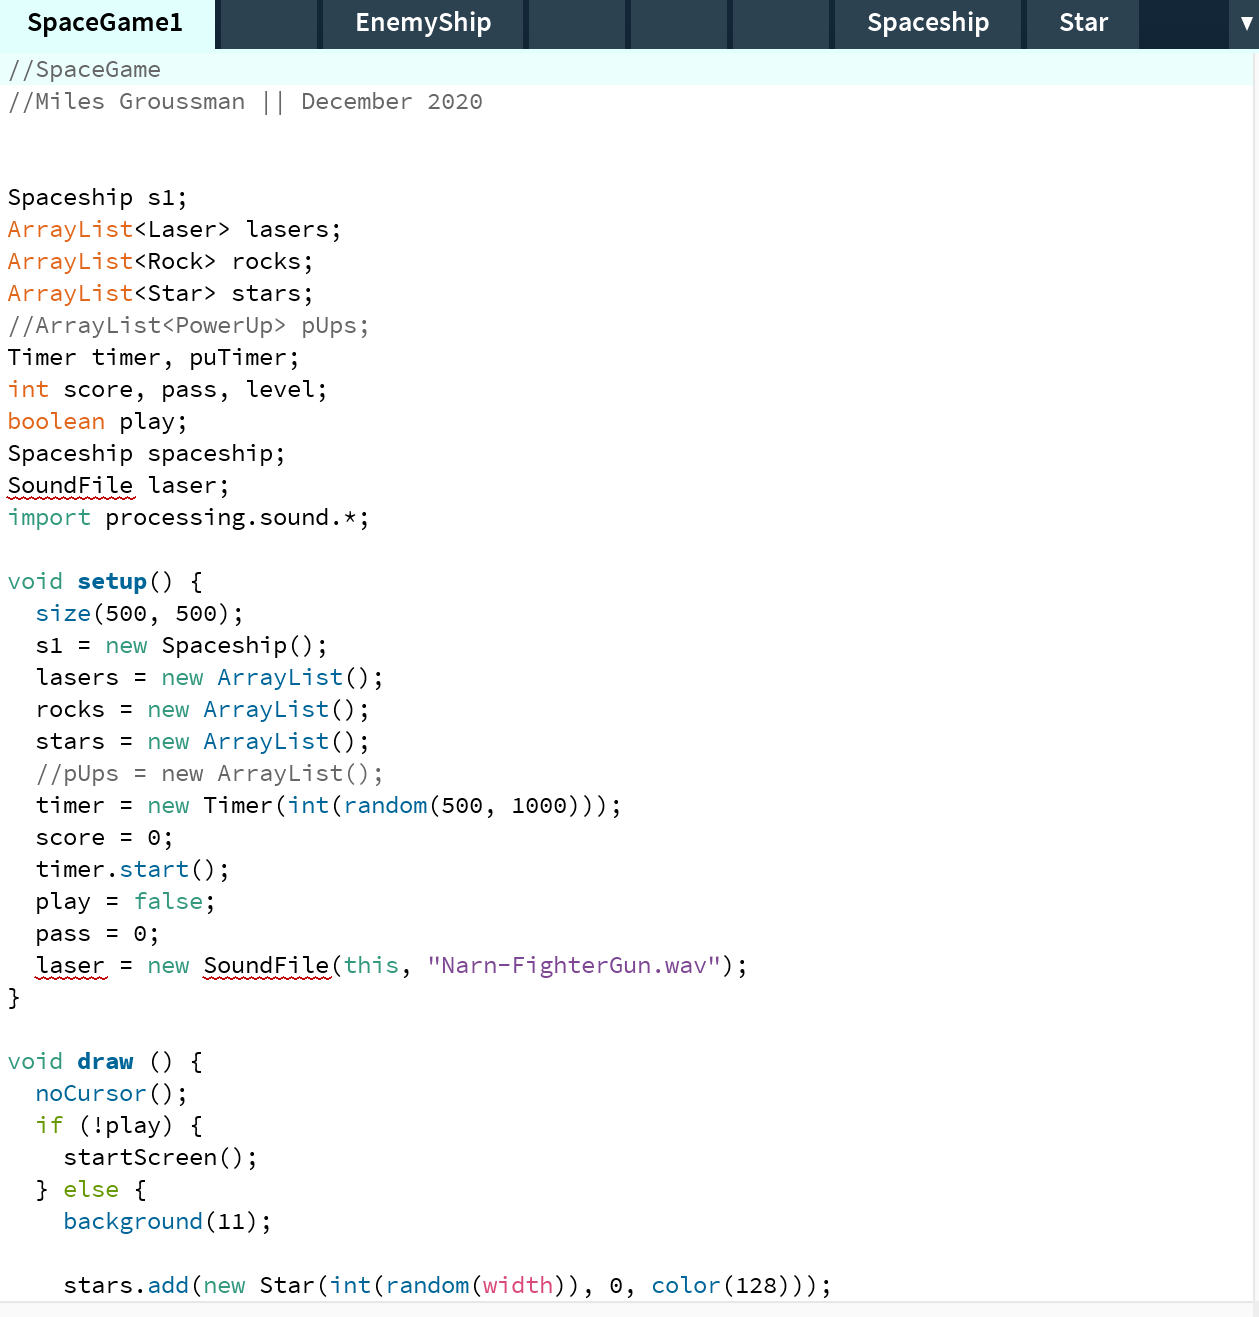 SpaceGame1 EnemyShip Spaceship Star ▼
//SpaceGame
//Miles Groussman || December 2020
Spaceship s1;
ArrayList<Laser> lasers;
ArrayList<Rock> rocks;
ArrayList<Star> stars;
//ArrayList<PowerUp> pUps;
Timer timer, puTimer;
int score, pass, level;
boolean play;
Spaceship spaceship;
SoundFile laser;
import processing.sound.*;
void setup() {
  size(500, 500);
  s1 = new Spaceship();
  lasers = new ArrayList();
  rocks = new ArrayList();
  stars = new ArrayList();
  //pUps = new ArrayList();
  timer = new Timer(int(random(500, 1000)));
  score = 0;
  timer.start();
  play = false;
  pass = 0;
  laser = new SoundFile(this, "Narn-FighterGun.wav");
}
void draw () {
  noCursor();
  if (!play) {
    startScreen();
  } else {
    background(11);
    stars.add(new Star(int(random(width)), 0, color(128)));